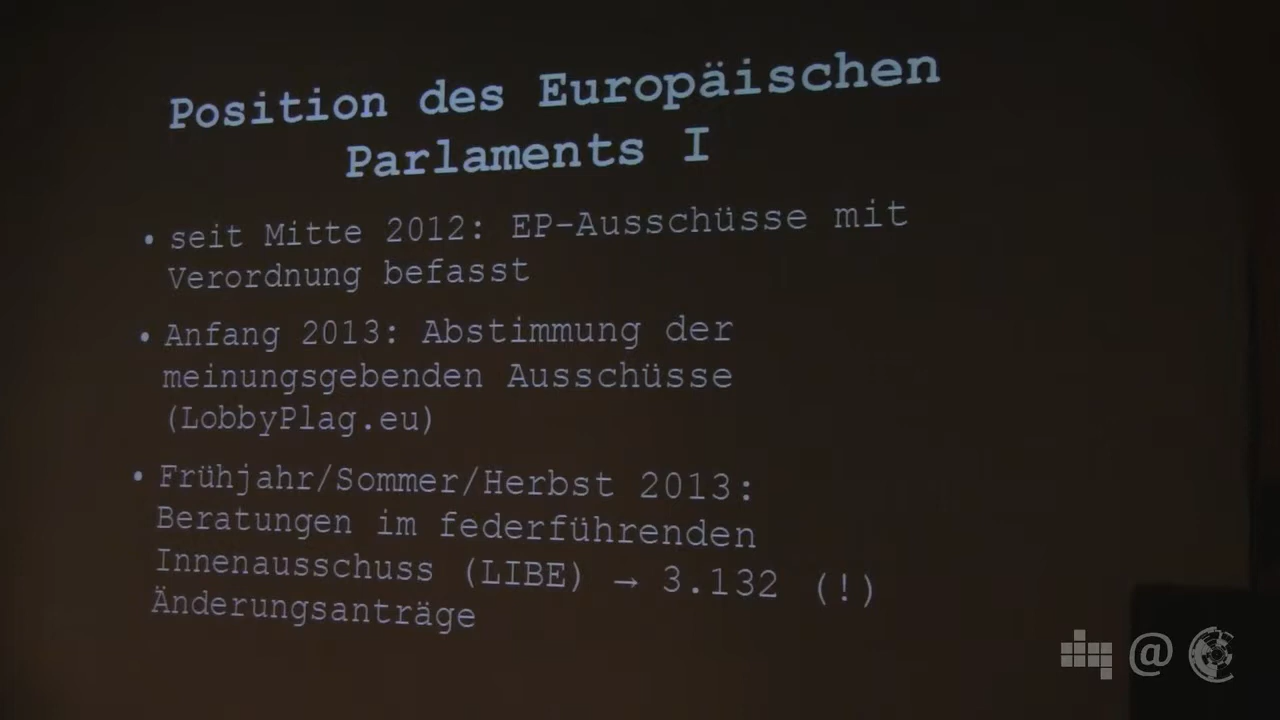 Position des Europäischen
Parlaments I
• seit Mitte 2012: EP-Ausschüsse mit
Verordnung befasst
• Anfang 2013: Abstimmung der
meinungsgebenden Ausschüsse
(LobbyPlag.eu)
• Frühjahr/Sommer/Herbst 2013:
Beratungen im federführenden
Innenausschuss (LIBE) → 3.132 (!)
Änderungsanträge
@